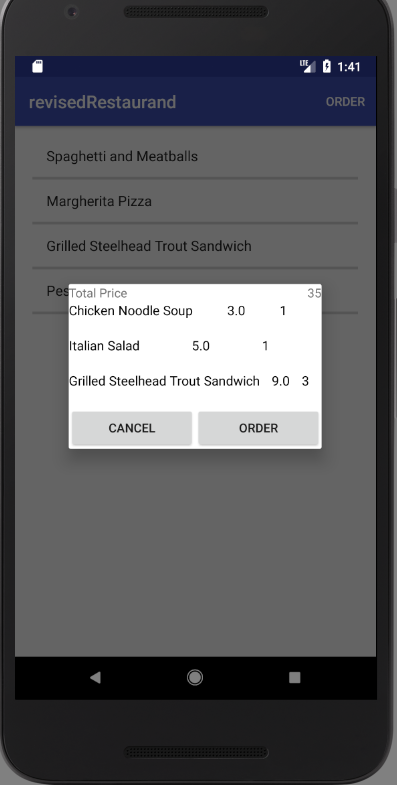 LTE 1:41
revisedRestaurand ORDER
Spaghetti and Meatballs
Margherita Pizza
Grilled Steelhead Trout Sandwich
Pes
Total Price 35
Chicken Noodle Soup 3.0 1
Italian Salad 5.0 1
Grilled Steelhead Trout Sandwich 9.0 3
CANCEL ORDER